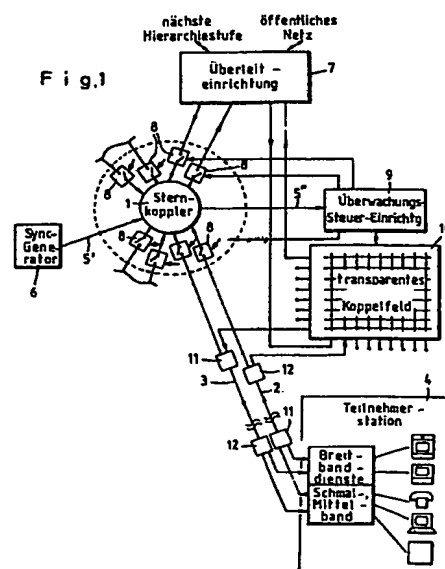 nächste
Hierarchiestufe
öffentliches
Netz
Fig.1
Überleit-
einrichtung
7
8
8
8
8
8
1
Stern-
koppler
5"
9
Überwachungs-
Steuer-Einrichtg
Sync-
Generator
6
5'
transparentes
Koppelfeld
11
12
3
2
12
11
4
Teilnehmer-
station
Breit-
band-
dienste
Schmal-,
Mittel-
band